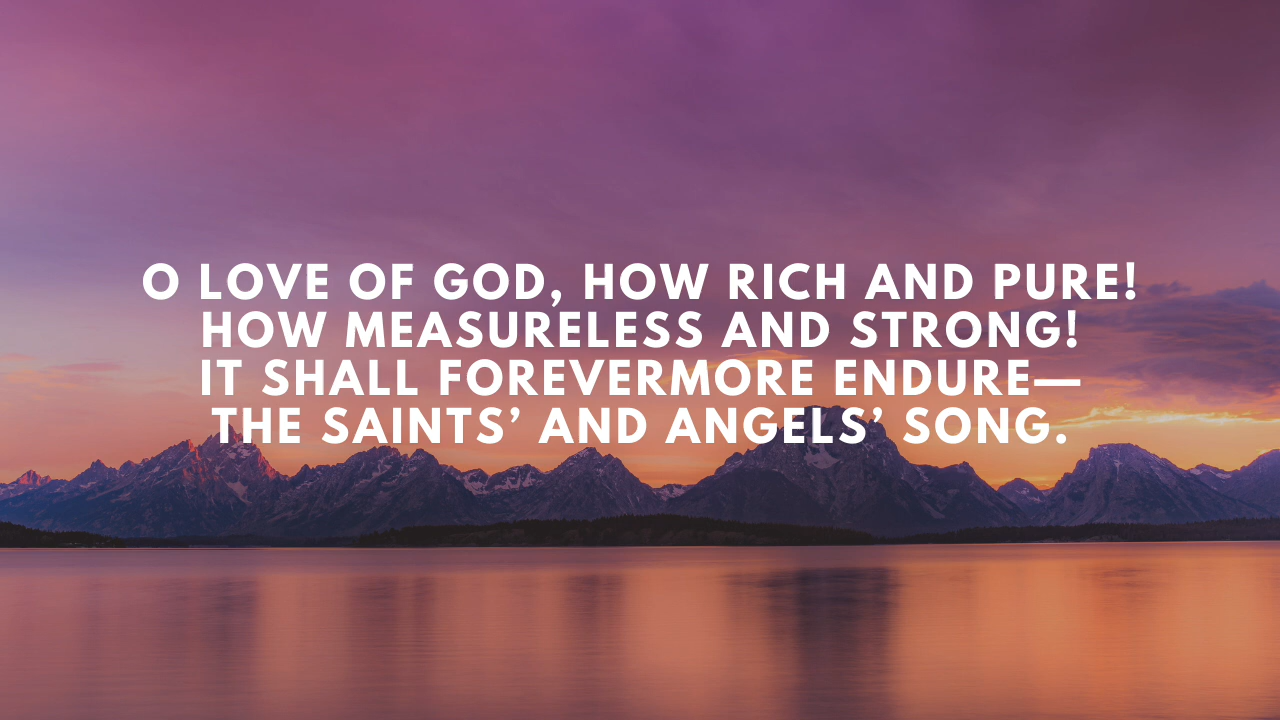 O LOVE OF GOD, HOW RICH AND PURE!
HOW MEASURELESS AND STRONG!
IT SHALL FOREVERMORE ENDURE—
THE SAINTS’ AND ANGELS’ SONG.